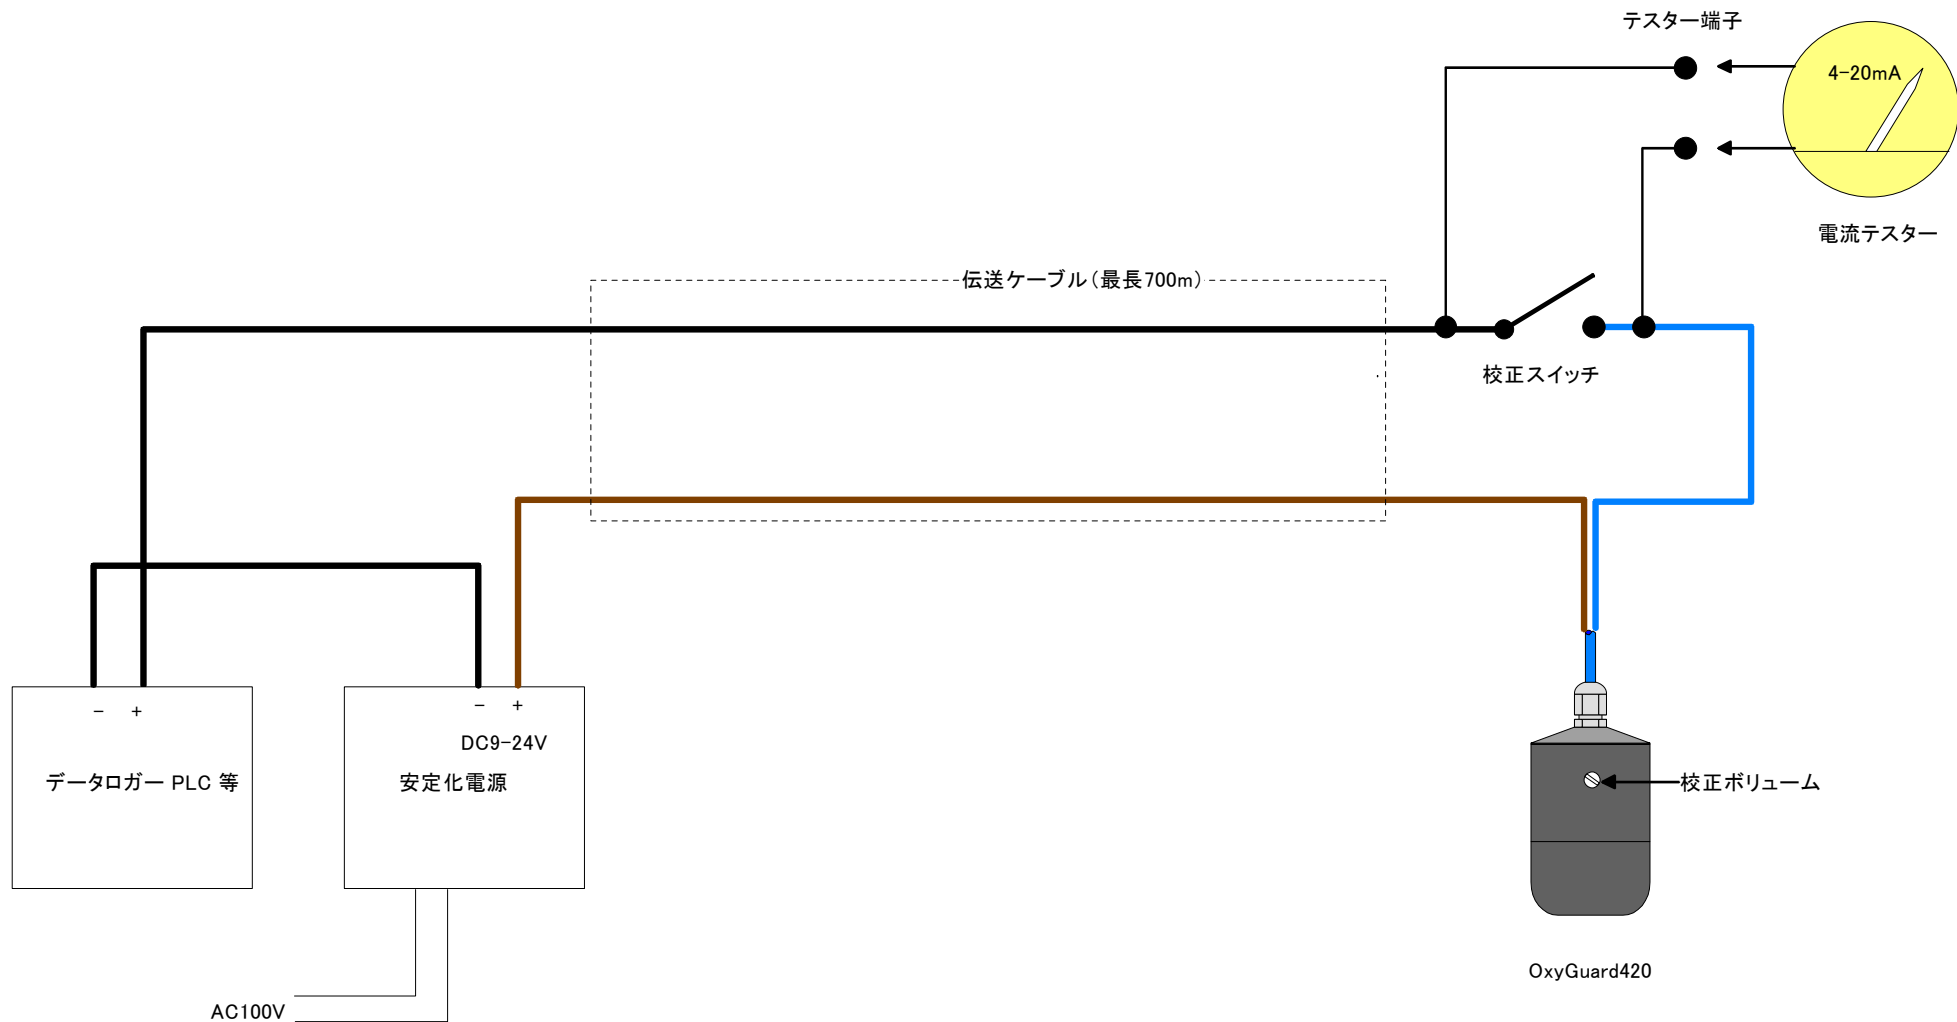 テスター端子
4-20mA
電流テスター
伝送ケーブル(最長700m)
校正スイッチ
- +
- +
DC9-24V
データロガー PLC 等
安定化電源
校正ボリューム
OxyGuard420
AC100V